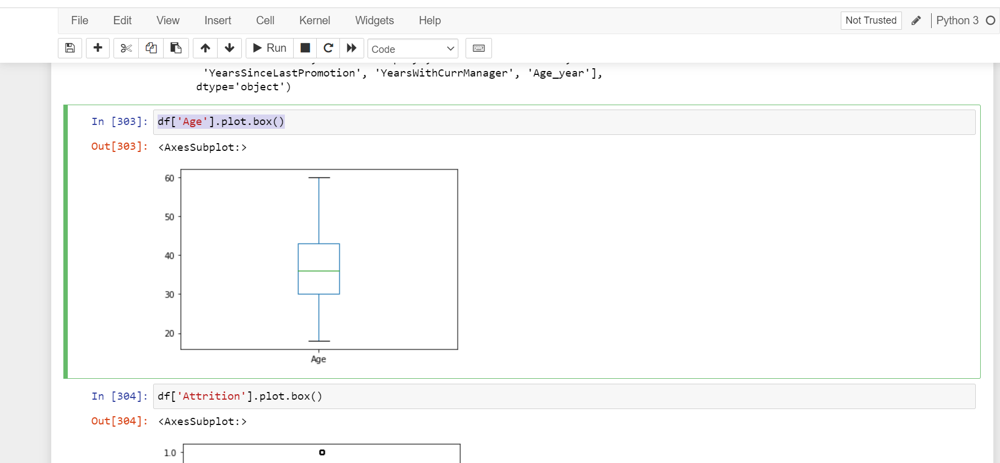 File Edit View Insert Cell Kernel Widgets Help Not Trusted Python 3
Run Code
'YearsSinceLastPromotion', 'YearsWithCurrManager', 'Age_year'],
dtype='object')
In [303]: df['Age'].plot.box()
Out[303]: <AxesSubplot:>
60
50
40
30
20
Age
In [304]: df['Attrition'].plot.box()
Out[304]: <AxesSubplot:>
1.0